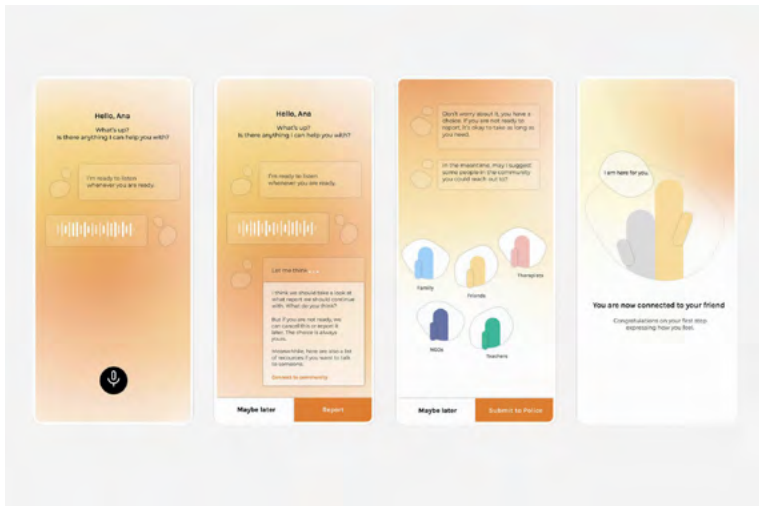 Hello, Ana
What's up?
Is there anything I can help you with?
I'm ready to listen
whenever you are ready.
Hello, Ana
What's up?
Is there anything I can help you with?
I'm ready to listen
whenever you are ready.
Let me think ...
I think we should take a look at
what report we should continue
with. What do you think?
But if you are not ready, we
can cancel this or report it
later. The choice is always
yours.
Meanwhile, here are also a list
of resources if you want to talk
to someone.
Connect to community
Maybe later
Report
Don't worry about it, you have a
choice. If you are not ready to
report, it's okay to take as long as
you need.
In the meantime, may I suggest
some people in the community
you could reach out to?
Family
Friends
Therapists
NGOs
Teachers
Maybe later
Submit to Police
I am here for you.
You are now connected to your friend
Congratulations on your first step
expressing how you feel.